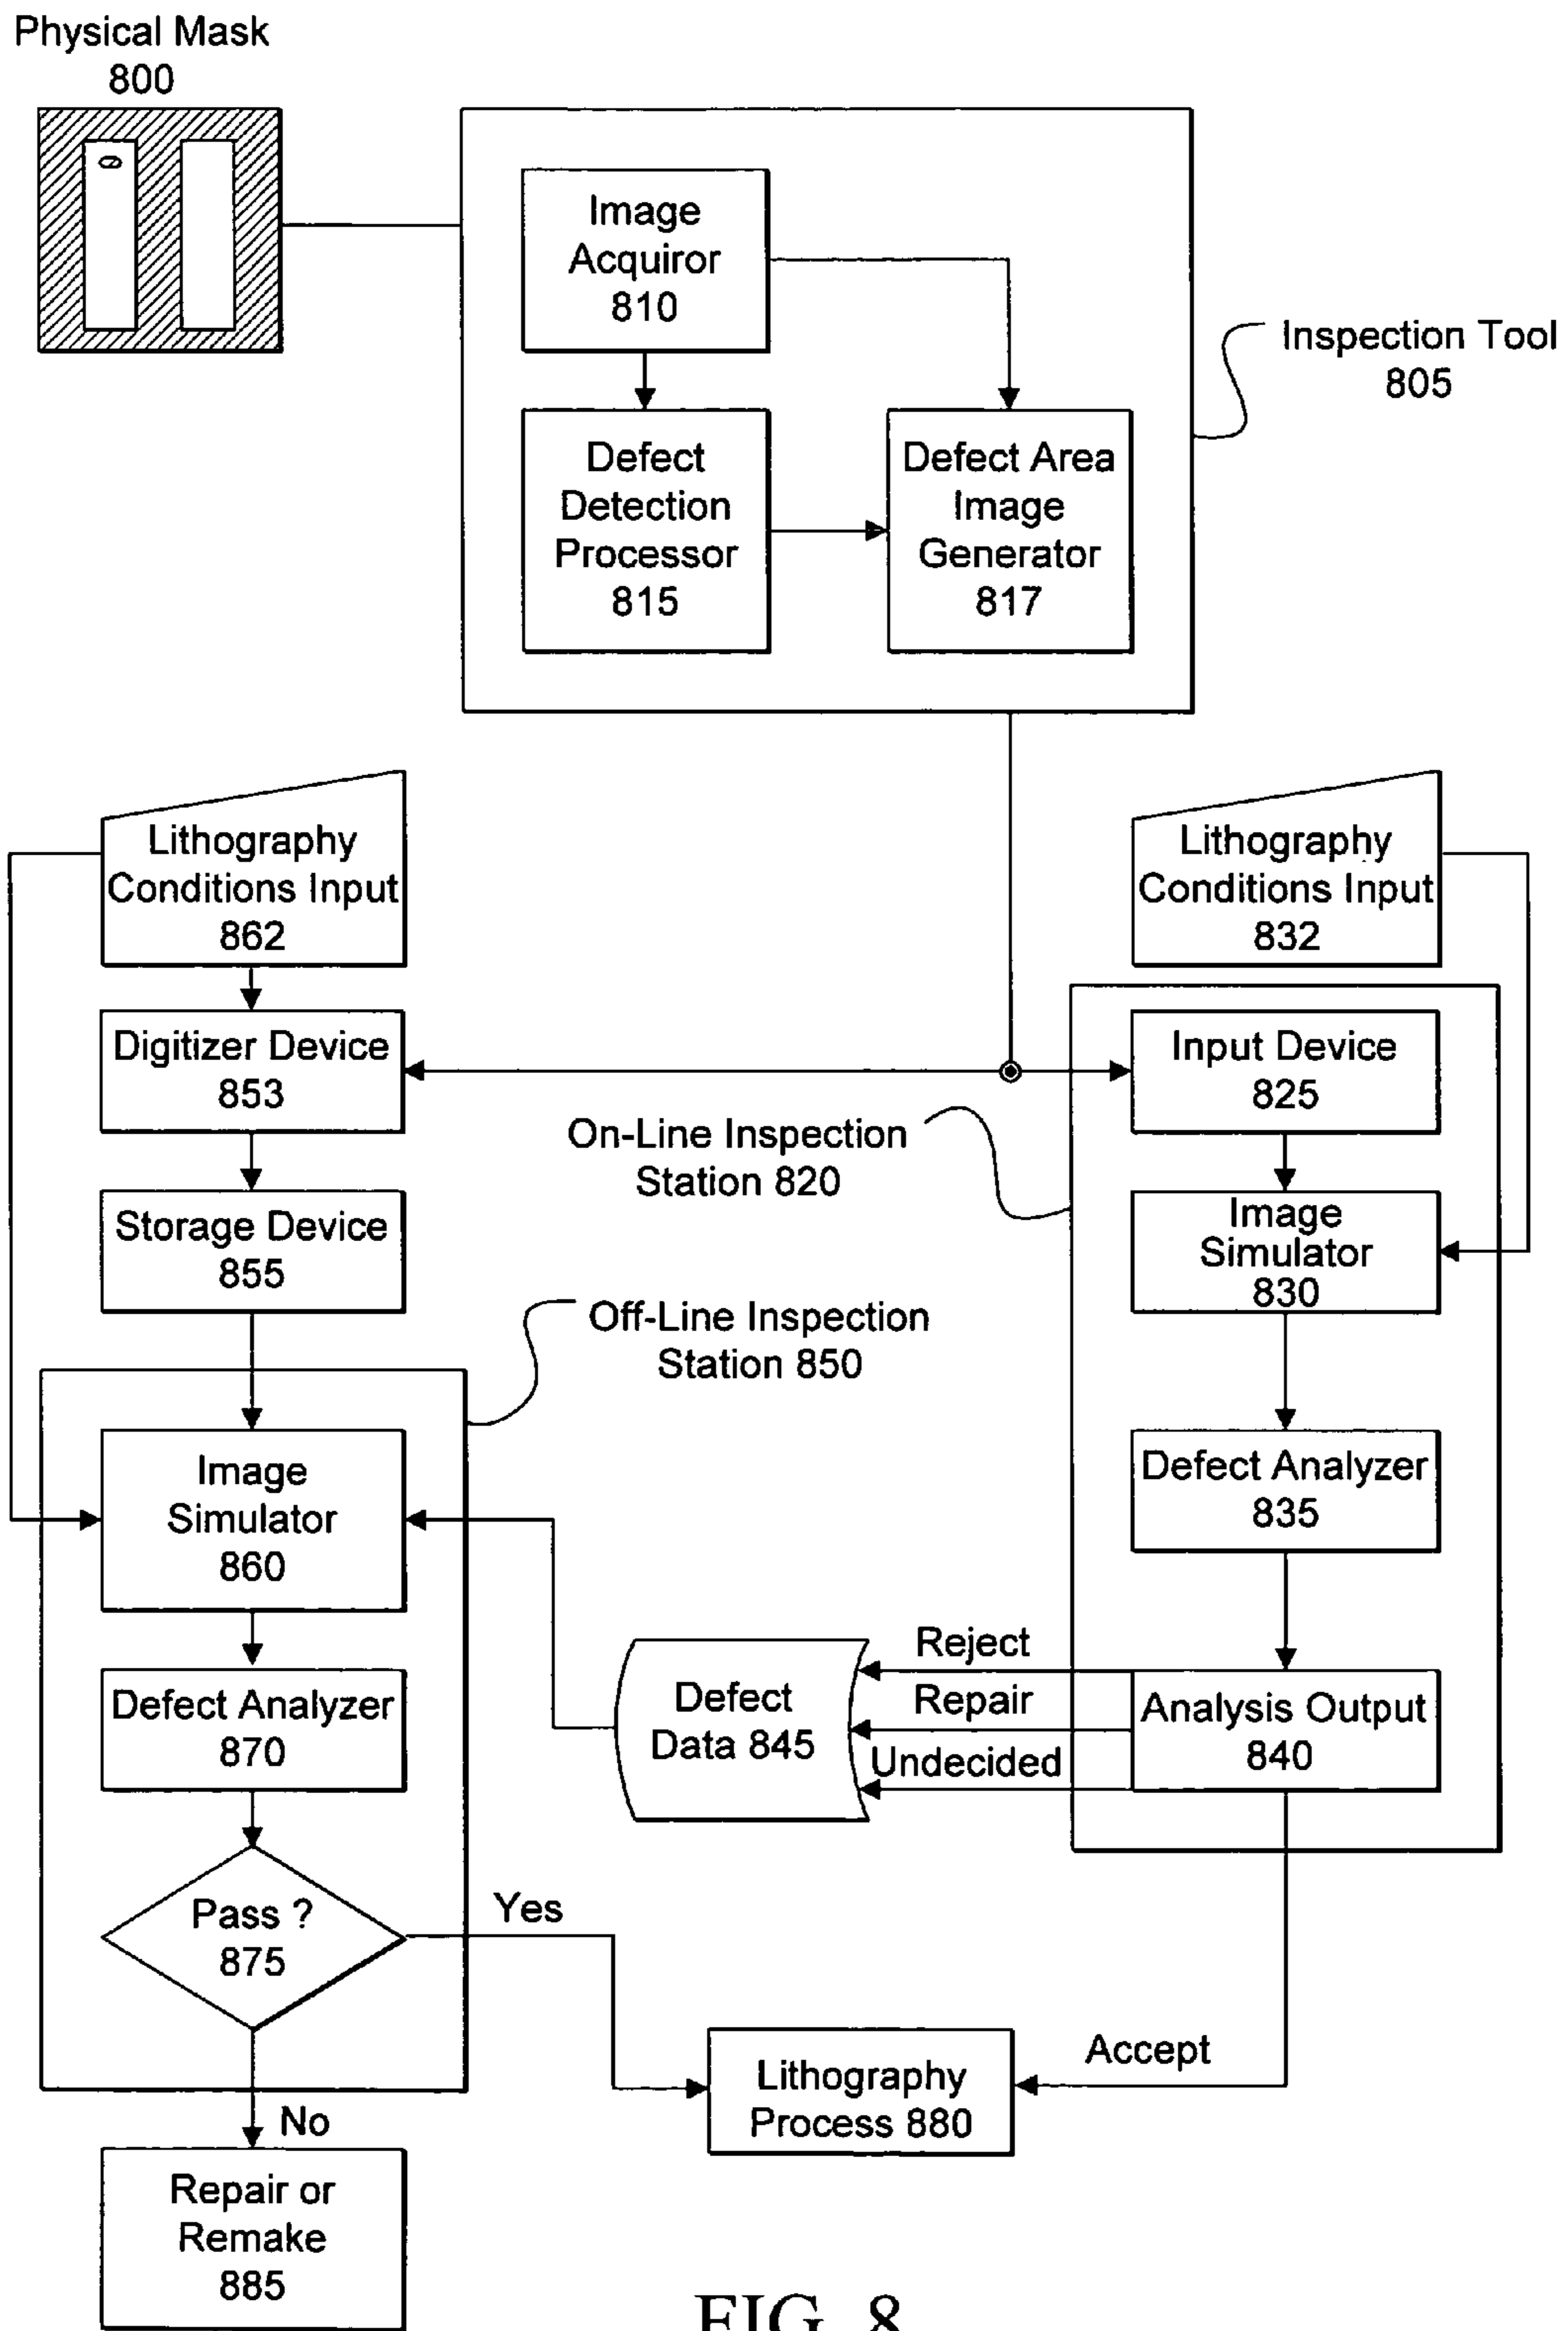 Physical Mask
800
Image
Acquiror
810
Inspection Tool
805
Defect
Detection
Processor
815
Defect Area
Image
Generator
817
Lithography
Conditions Input
862
Lithography
Conditions Input
832
Digitizer Device
853
Input Device
825
On-Line Inspection
Station 820
Storage Device
855
Image
Simulator
830
Off-Line Inspection
Station 850
Image
Simulator
860
Defect Analyzer
835
Reject
Repair
Undecided
Defect
Data 845
Analysis Output
840
Defect Analyzer
870
Pass ?
875
Yes
Accept
Lithography
Process 880
No
Repair or
Remake
885
FIG. 8